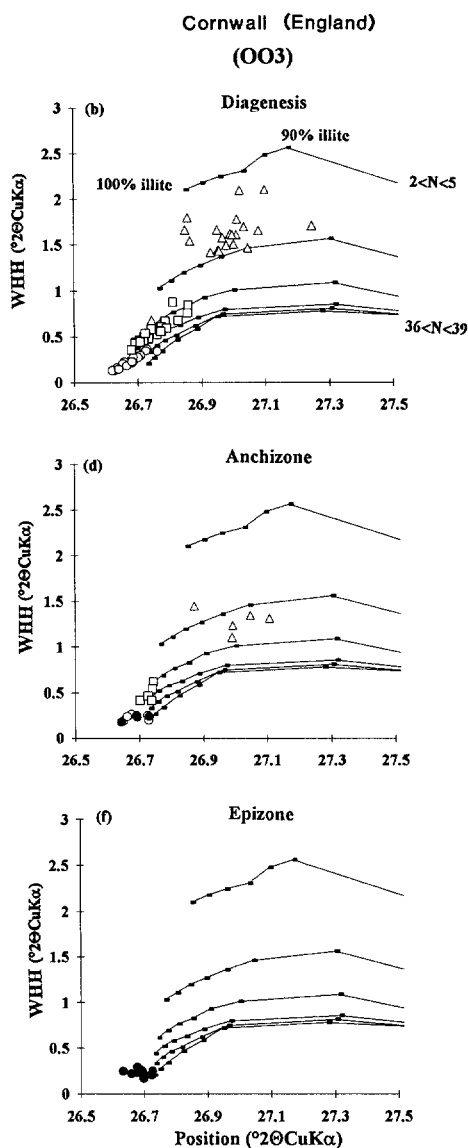 Cornwall (England)
(OO3)
(b) Diagenesis
WHH (°2ΘCuKα)
3
2.5
2
1.5
1
0.5
0
100% illite
90% illite
2<N<5
36<N<39
26.5 26.7 26.9 27.1 27.3 27.5
(d) Anchizone
WHH (°2ΘCuKα)
3
2.5
2
1.5
1
0.5
0
26.5 26.7 26.9 27.1 27.3 27.5
(f) Epizone
WHH (°2ΘCuKα)
3
2.5
2
1.5
1
0.5
0
26.5 26.7 26.9 27.1 27.3 27.5
Position (°2ΘCuKα)